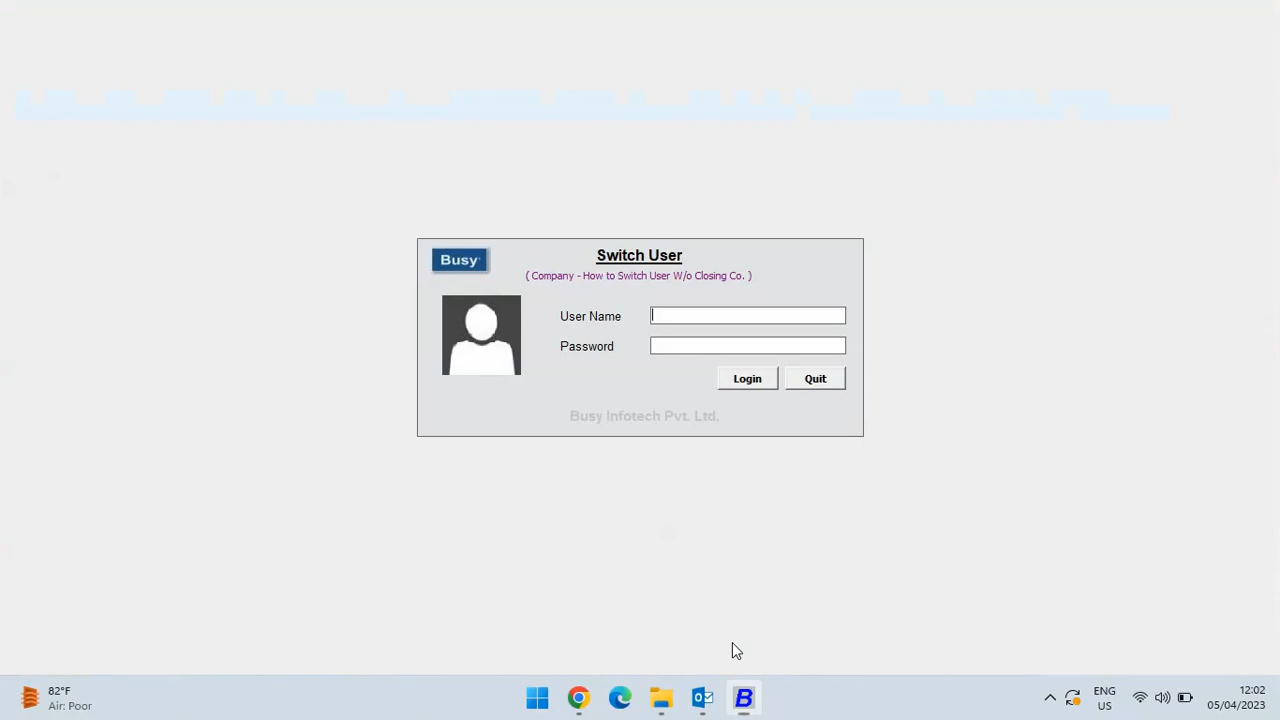 Busy
Switch User
( Company - How to Switch User W/o Closing Co. )
User Name
Password
Login
Quit
Busy Infotech Pvt. Ltd.
82°F
Air: Poor
B
ENG
US
12:02
05/04/2023